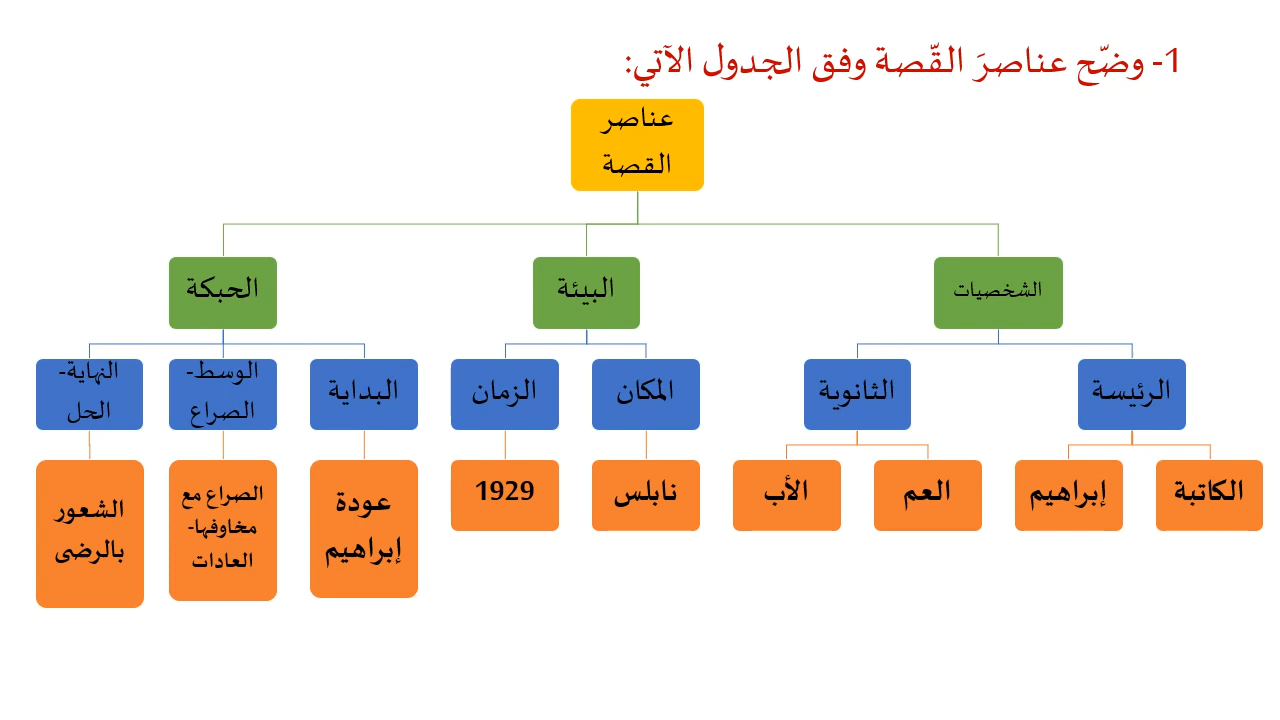 1- وضّح عناصرَ القّصة وفق الجدول الآتي:
عناصر
القصة
الشخصيات
البيئة
الحبكة
الرئيسة
الثانوية
المكان
الزمان
البداية
الوسط-
الصراع
النهاية-
الحل
الكاتبة
إبراهيم
العم
الأب
نابلس
1929
عودة
إبراهيم
الصراع مع
مخاوفها-
العادات
الشعور
بالرضى